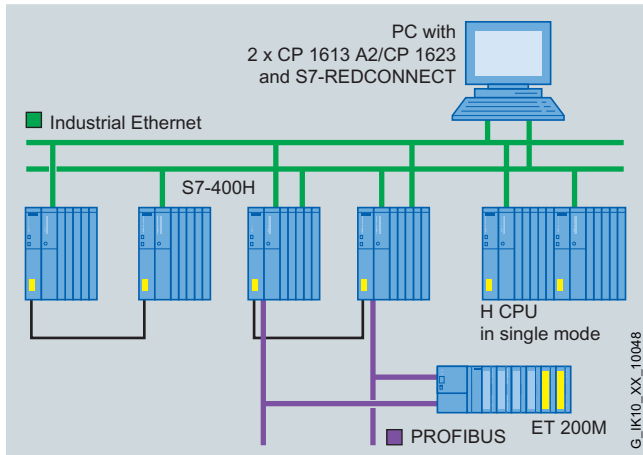 PC with
2 x CP 1613 A2/CP 1623
and S7-REDCONNECT
Industrial Ethernet
S7-400H
H CPU
in single mode
ET 200M
PROFIBUS
G_IK10_XX_10048